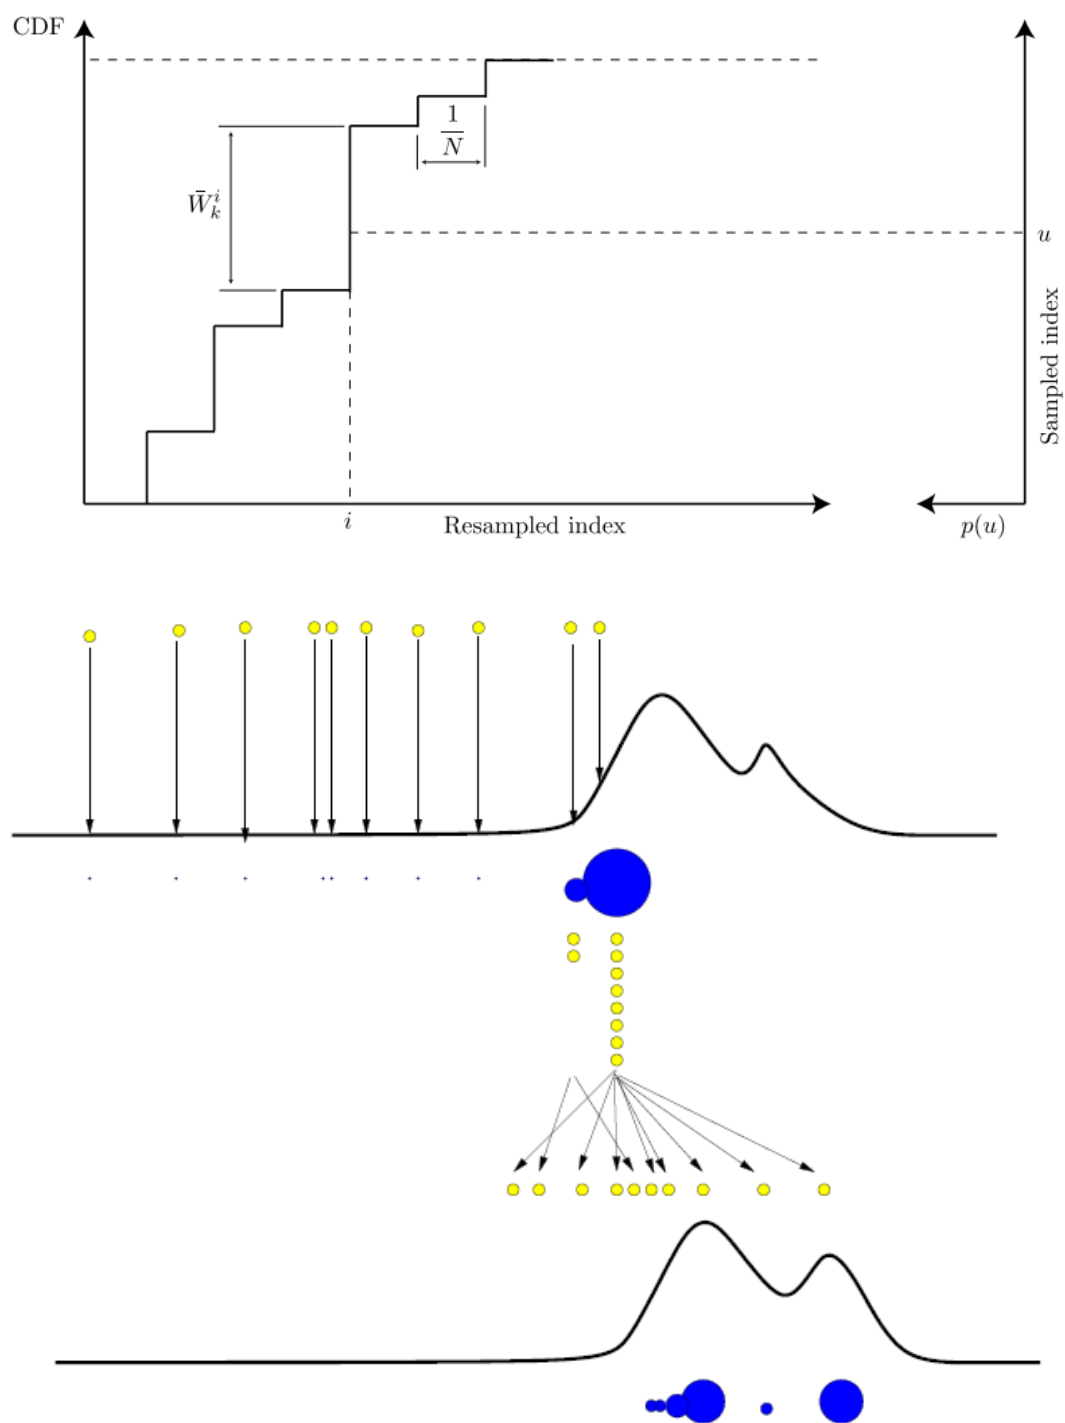 CDF
1
N
W̄ᵢₖ
u
Sampled index
i
Resampled index
p(u)